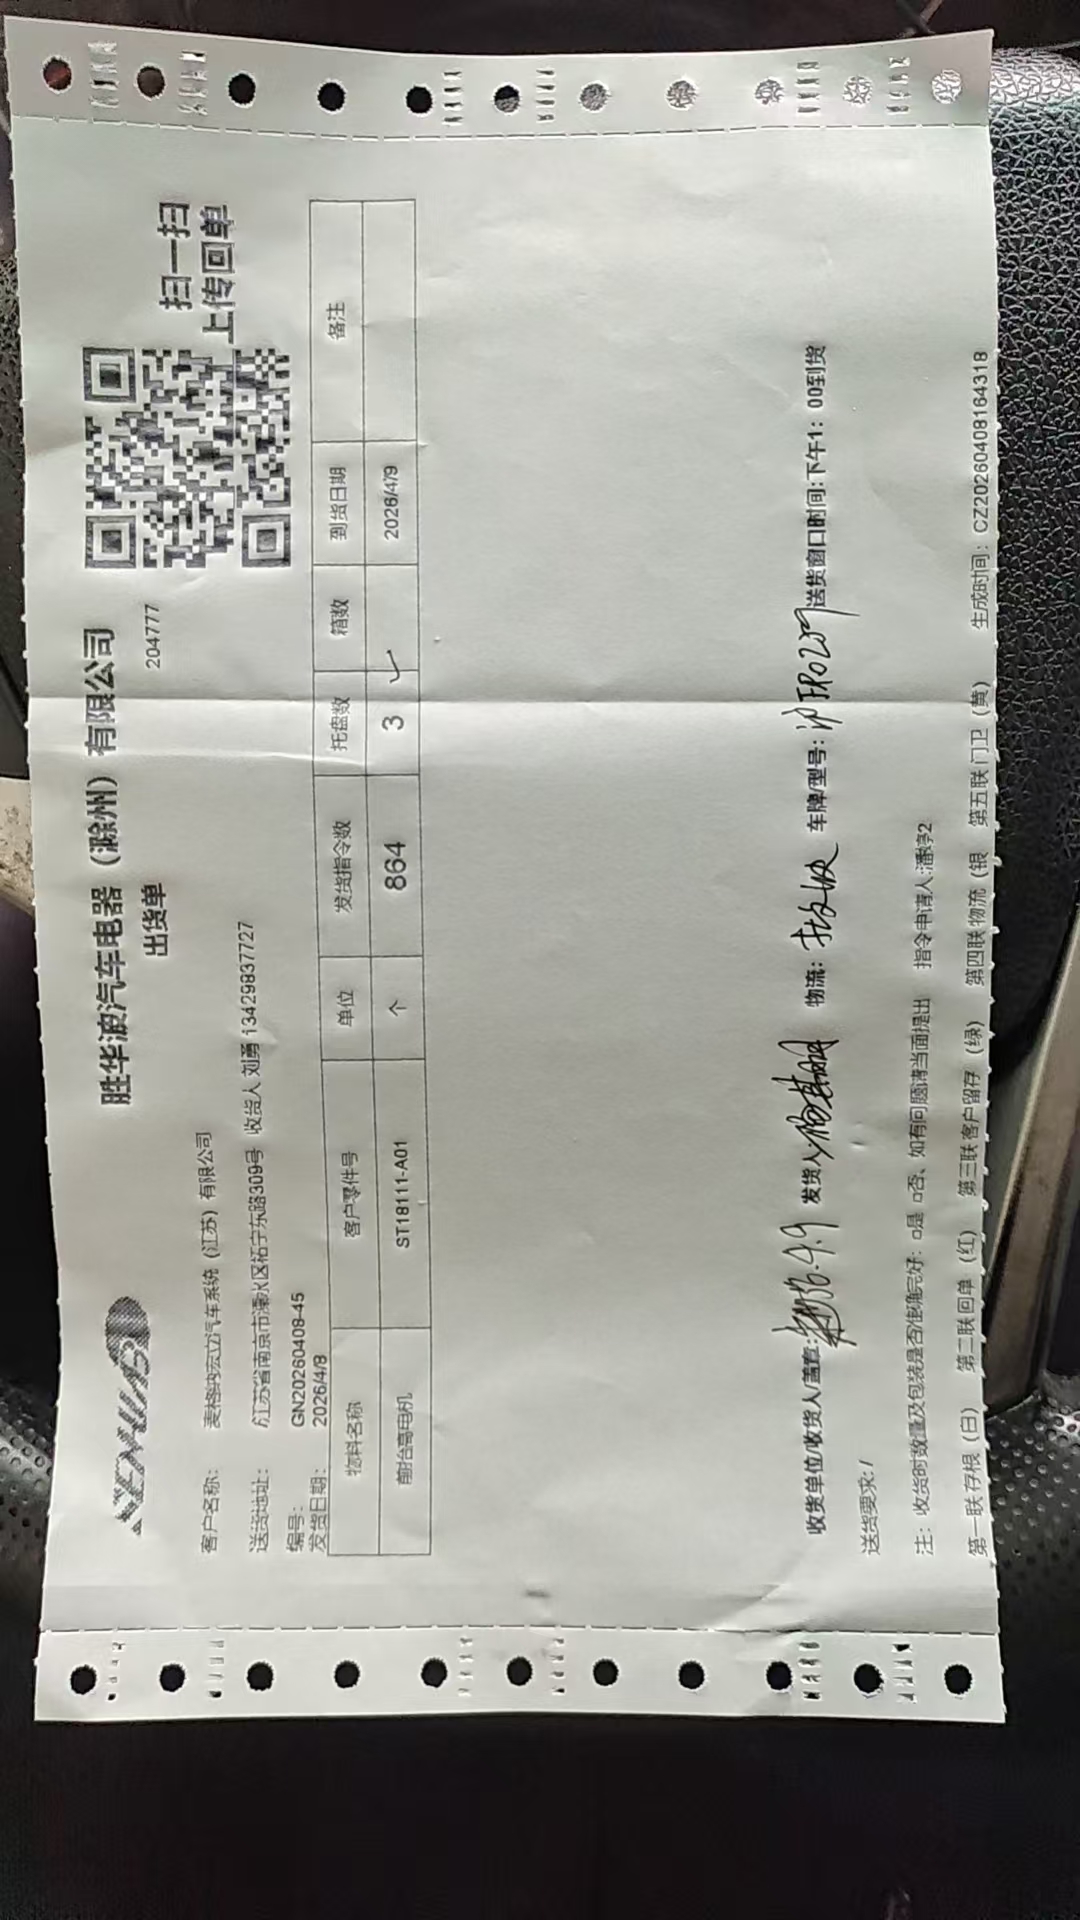 胜华波汽车电器（滁州）有限公司
出货单
204777
扫一扫
上传回单
客户名称： 麦格纳宏立汽车系统（江苏）有限公司
送货地址： 江苏省南京市溧水区柘宁东路309号 收货人 刘勇 13429837727
编号： GN20260408-45
发货日期： 2026/4/8
物料名称 客户零件号 单位 发货指令数 托盘数 箱数 到货日期 备注
前抬高电机 ST18111-A01 个 864 3 2026/4/9
收货单位/收货人/盖章： 发货人： 物流： 车牌/型号： 送货窗口时间:下午1：00到货
送货要求: /
注： 收货时数量及包装是否准确完好： □是 □否、如有问题请当面提出 指令申请人:潘婷2
第一联存根（白） 第二联回单（红） 第三联客户留存（绿） 第四联物流（银 第五联门卫（黄） 生成时间：CZ20260408164318